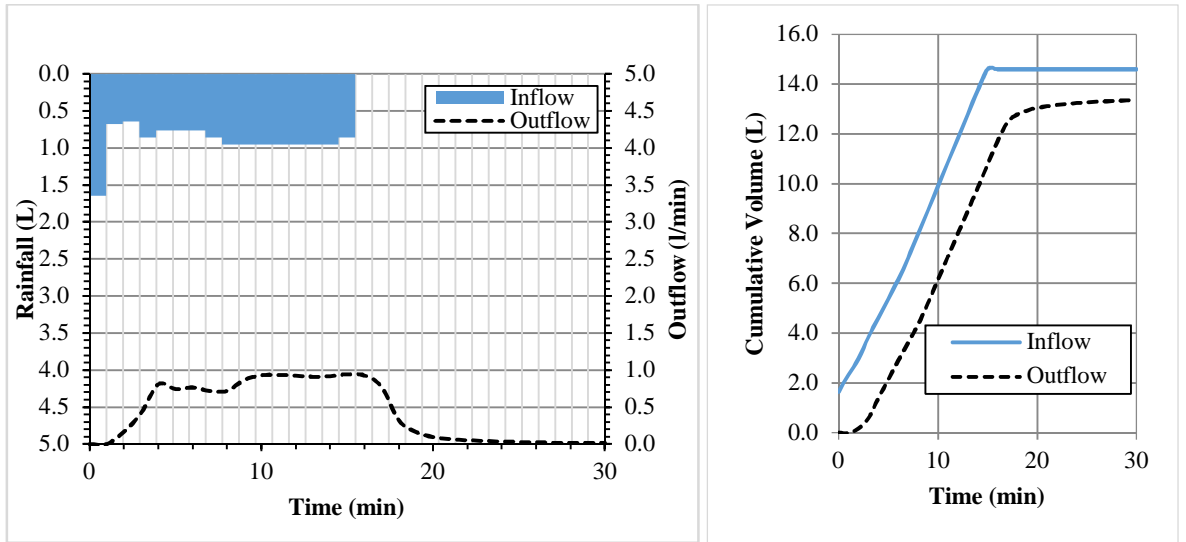 0.0
0.5
1.0
1.5
2.0
2.5
3.0
3.5
4.0
4.5
5.0
Rainfall (L)
5.0
4.5
4.0
3.5
3.0
2.5
2.0
1.5
1.0
0.5
0.0
Outflow (l/min)
Inflow
Outflow
0 10 20 30
Time (min)
16.0
14.0
12.0
10.0
8.0
6.0
4.0
2.0
0.0
Cumulative Volume (L)
Inflow
Outflow
0 10 20 30
Time (min)